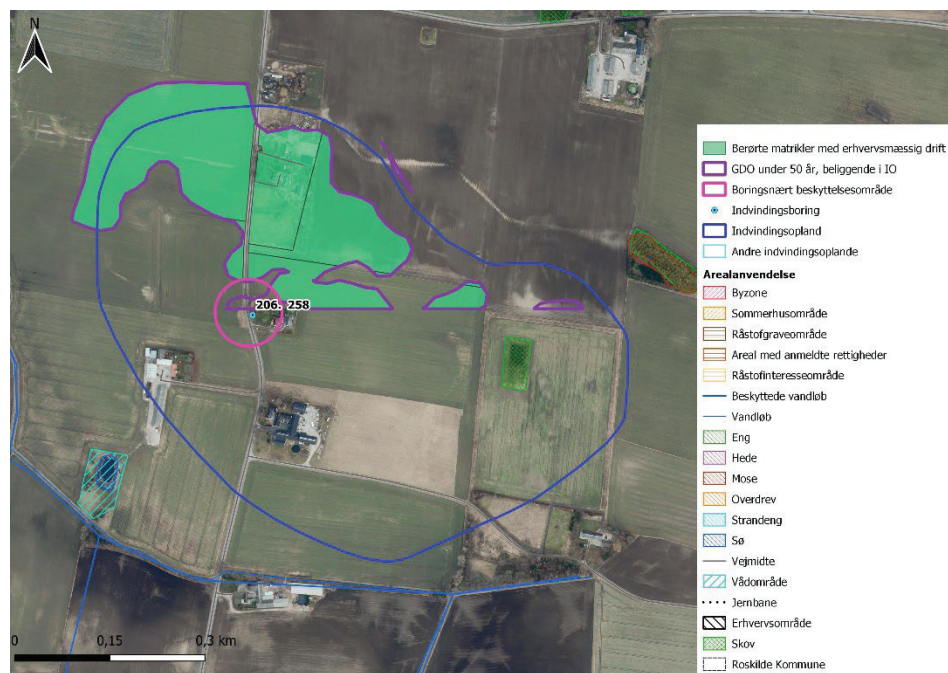 N
206. 258
Berørte matrikler med erhvervsmæssig drift
GDO under 50 år, beliggende i IO
Boringsnært beskyttelsesområde
Indvindingsboring
Indvindingsopland
Andre indvindingsoplande
Arealanvendelse
Byzone
Sommerhusområde
Råstofgraveområde
Areal med anmeldte rettigheder
Råstofinteresseområde
Beskyttede vandløb
Vandløb
Eng
Hede
Mose
Overdrev
Strandeng
Sø
Vejmidte
Vådområde
Jernbane
Erhvervsområde
Skov
Roskilde Kommune
0 0,15 0,3 km